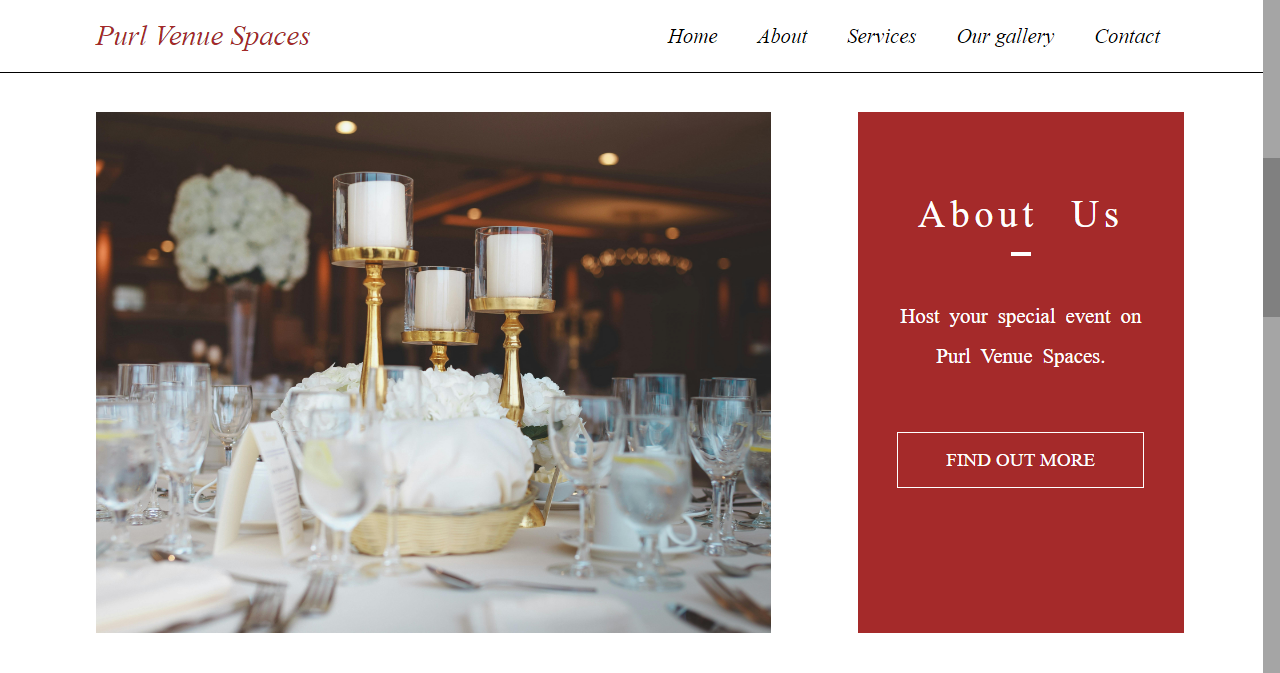 Purl Venue Spaces
Home About Services Our gallery Contact
About Us
Host your special event on
Purl Venue Spaces.
FIND OUT MORE